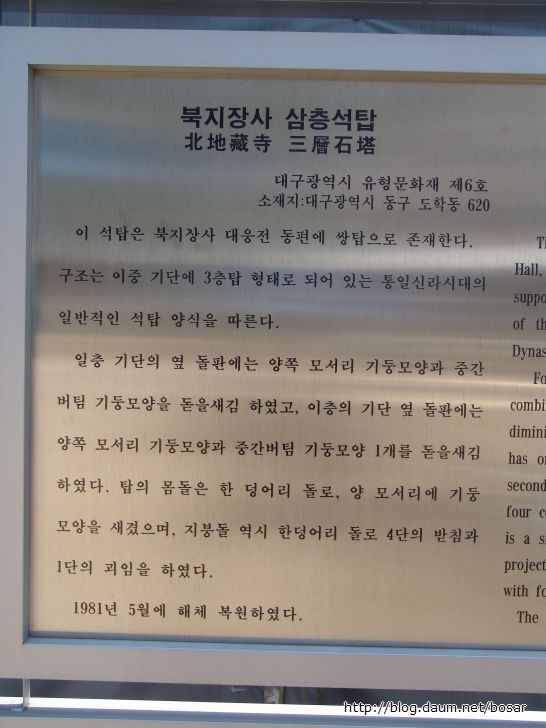 북지장사 삼층석탑
北地藏寺 三層石塔
대구광역시 유형문화재 제6호
소재지:대구광역시 동구 도학동 620
이 석탑은 북지장사 대웅전 동편에 쌍탑으로 존재한다.
구조는 이중 기단에 3층탑 형태로 되어 있는 통일신라시대의
일반적인 석탑 양식을 따른다.
일층 기단의 옆 돌판에는 양쪽 모서리 기둥모양과 중간
버팀 기둥모양을 돋을새김 하였고, 이층의 기단 옆 돌판에는
양쪽 모서리 기둥모양과 중간버팀 기둥모양 1개를 돋을새김
하였다. 탑의 몸돌은 한 덩어리 돌로, 양 모서리에 기둥
모양을 새겼으며, 지붕돌 역시 한덩어리 돌로 4단의 받침과
1단의 괴임을 하였다.
1981년 5월에 해체 복원하였다.
Hall,
of
Dynas
Fo
combi
dimini
has
second
four
is a
project
with
The
http://blog.daum.net/bosar